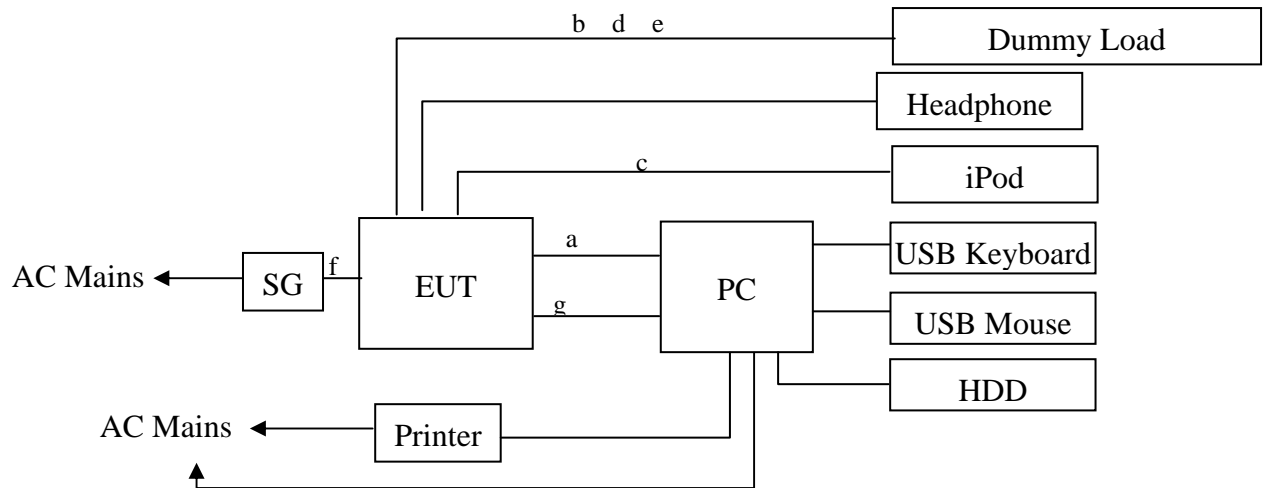 b d e
Dummy Load
Headphone
c
iPod
a
USB Keyboard
AC Mains
SG
f
EUT
PC
g
USB Mouse
HDD
AC Mains
Printer